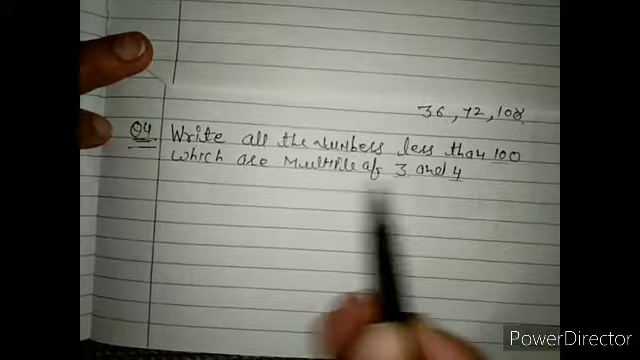 36, 72, 108
Q4 Write all the numbers less than 100
which are multiple of 3 and 4
PowerDirector